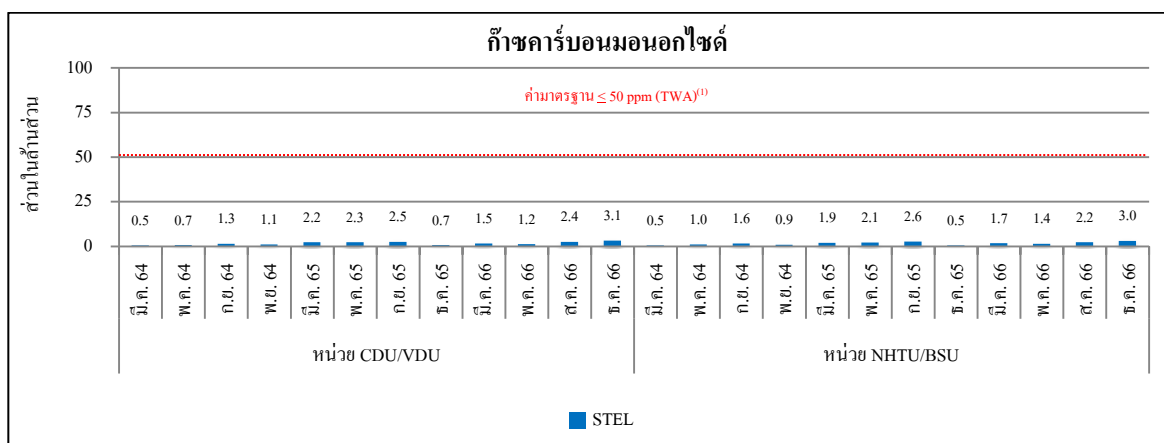 ก๊าซคาร์บอนมอนอกไซด์
ส่วนในล้านส่วน
100
75
50
25
0
ค่ามาตรฐาน ≤ 50 ppm (TWA)(1)
0.5 0.7 1.3 1.1 2.2 2.3 2.5 0.7 1.5 1.2 2.4 3.1 0.5 1.0 1.6 0.9 1.9 2.1 2.6 0.5 1.7 1.4 2.2 3.0
มี.ค. 64 พ.ค. 64 ก.ย. 64 พ.ย. 64 มี.ค. 65 พ.ค. 65 ก.ย. 65 ธ.ค. 65 มี.ค. 66 พ.ค. 66 ส.ค. 66 ธ.ค. 66 มี.ค. 64 พ.ค. 64 ก.ย. 64 พ.ย. 64 มี.ค. 65 พ.ค. 65 ก.ย. 65 ธ.ค. 65 มี.ค. 66 พ.ค. 66 ส.ค. 66 ธ.ค. 66
หน่วย CDU/VDU หน่วย NHTU/BSU
STEL